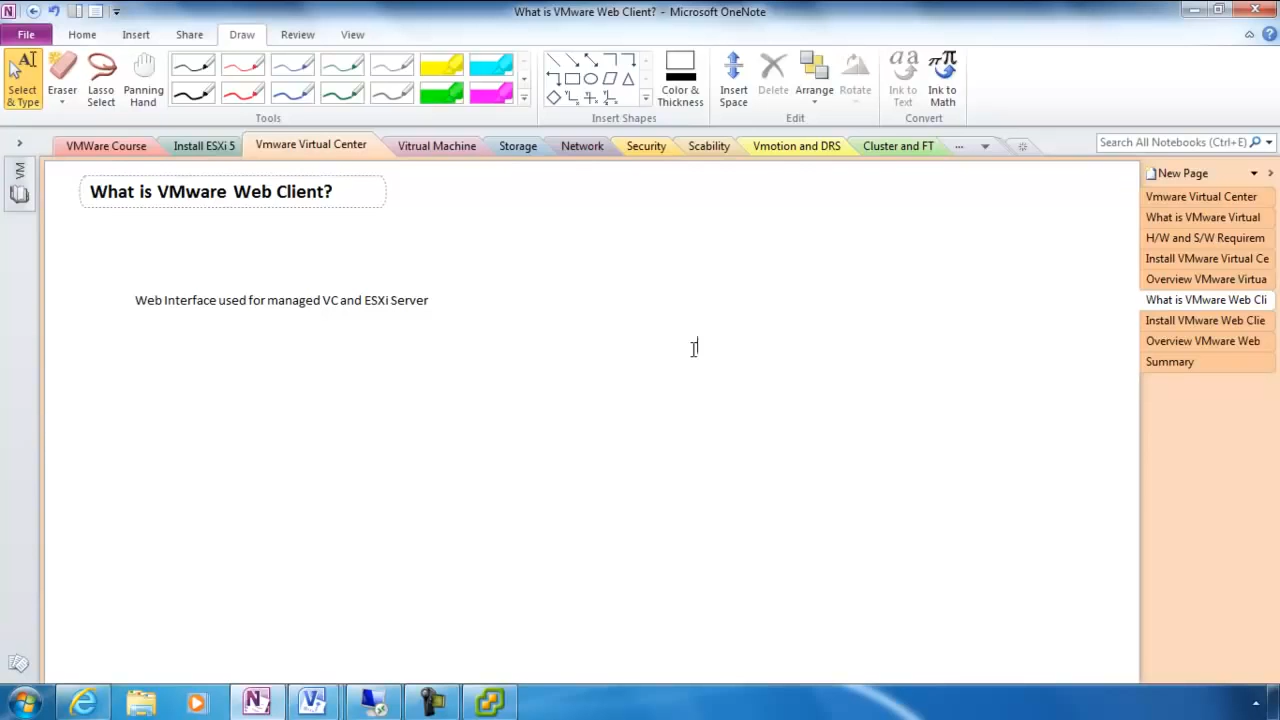 What is VMware Web Client? - Microsoft OneNote
File Home Insert Share Draw Review View
Select & Type
Eraser
Lasso Select
Panning Hand
Color & Thickness
Insert Space
Delete
Arrange
Rotate
Ink to Text
Ink to Math
Tools
Insert Shapes
Edit
Convert
VMWare Course
Install ESXi 5
Vmware Virtual Center
Vitrual Machine
Storage
Network
Security
Scability
Vmotion and DRS
Cluster and FT
...
Search All Notebooks (Ctrl+E)
VM
What is VMware Web Client?
Web Interface used for managed VC and ESXi Server
New Page
Vmware Virtual Center
What is VMware Virtual
H/W and S/W Requirem
Install VMware Virtual Ce
Overview VMware Virtua
What is VMware Web Cli
Install VMware Web Clie
Overview VMware Web
Summary